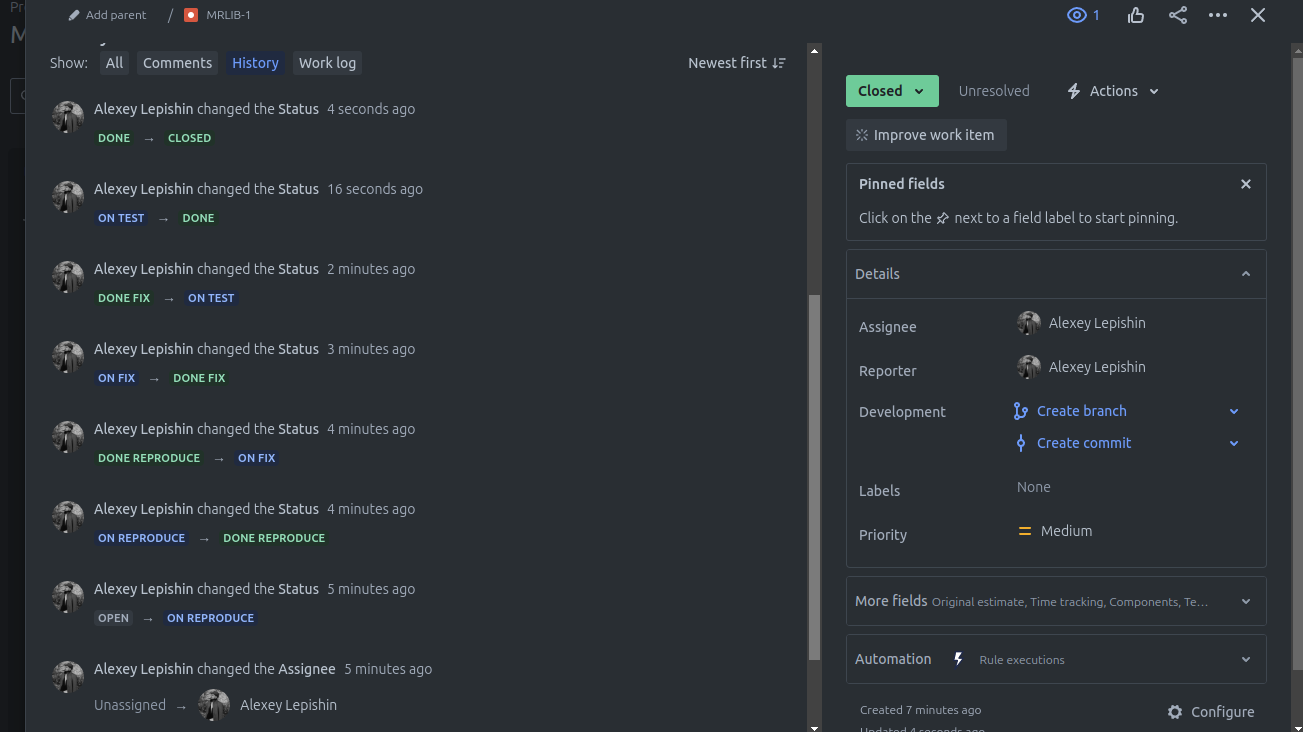 Pro
M
Add parent / MRLIB-1
1
Show: All Comments History Work log
Newest first
Alexey Lepishin changed the Status 4 seconds ago
DONE → CLOSED
Alexey Lepishin changed the Status 16 seconds ago
ON TEST → DONE
Alexey Lepishin changed the Status 2 minutes ago
DONE FIX → ON TEST
Alexey Lepishin changed the Status 3 minutes ago
ON FIX → DONE FIX
Alexey Lepishin changed the Status 4 minutes ago
DONE REPRODUCE → ON FIX
Alexey Lepishin changed the Status 4 minutes ago
ON REPRODUCE → DONE REPRODUCE
Alexey Lepishin changed the Status 5 minutes ago
OPEN → ON REPRODUCE
Alexey Lepishin changed the Assignee 5 minutes ago
Unassigned → Alexey Lepishin
Closed Unresolved Actions
Improve work item
Pinned fields
Click on the next to a field label to start pinning.
Details
Assignee Alexey Lepishin
Reporter Alexey Lepishin
Development Create branch
Create commit
Labels None
Priority Medium
More fields Original estimate, Time tracking, Components, Te...
Automation Rule executions
Created 7 minutes ago
Configure
Updated 4 seconds ago